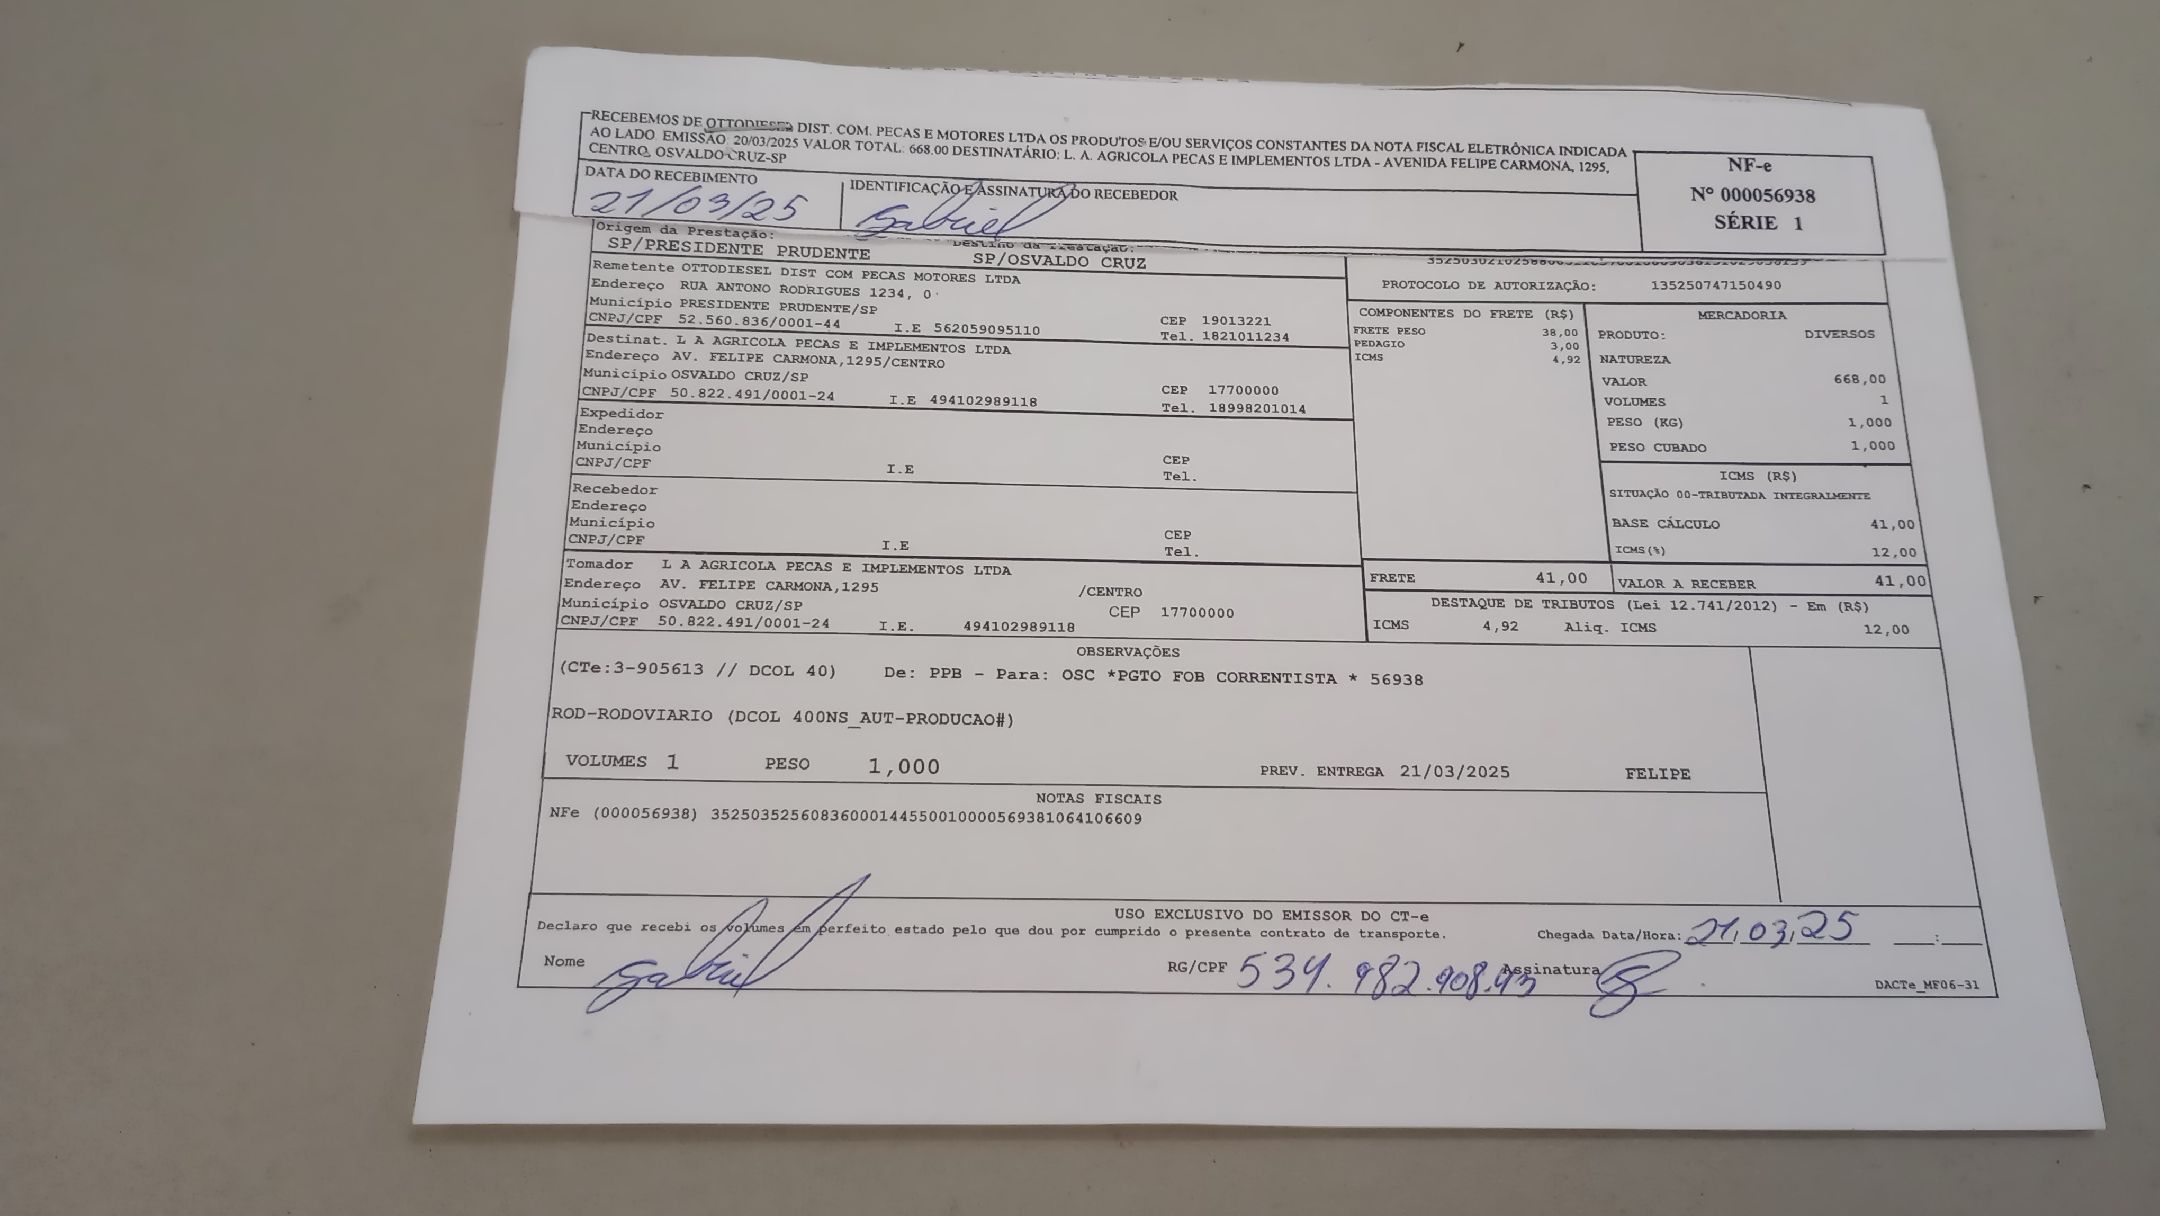 RECEBEMOS DE OTTODIESEL DIST. COM. PECAS E MOTORES LTDA OS PRODUTOS E/OU SERVIÇOS CONSTANTES DA NOTA FISCAL ELETRÔNICA INDICADA
AO LADO EMISSÃO: 20/03/2025 VALOR TOTAL: 668.00 DESTINATÁRIO: L. A. AGRICOLA PECAS E IMPLEMENTOS LTDA - AVENIDA FELIPE CARMONA, 1295,
CENTRO, OSVALDO CRUZ-SP
NF-e
Nº 000056938
SÉRIE 1
DATA DO RECEBIMENTO
21/03/25
IDENTIFICAÇÃO E ASSINATURA DO RECEBEDOR
Gabriel
Origem da Prestação: Destino da Prestação:
SP/PRESIDENTE PRUDENTE SP/OSVALDO CRUZ
Remetente OTTODIESEL DIST COM PECAS MOTORES LTDA
Endereço RUA ANTONO RODRIGUES 1234, 0
Município PRESIDENTE PRUDENTE/SP CEP 19013221
CNPJ/CPF 52.560.836/0001-44 I.E 562059095110 Tel. 1821011234
Destinat. L A AGRICOLA PECAS E IMPLEMENTOS LTDA
Endereço AV. FELIPE CARMONA,1295/CENTRO
Município OSVALDO CRUZ/SP CEP 17700000
CNPJ/CPF 50.822.491/0001-24 I.E 494102989118 Tel. 18998201014
Expedidor
Endereço
Município CEP
CNPJ/CPF I.E Tel.
Recebedor
Endereço
Município CEP
CNPJ/CPF I.E Tel.
Tomador L A AGRICOLA PECAS E IMPLEMENTOS LTDA
Endereço AV. FELIPE CARMONA,1295 /CENTRO
Município OSVALDO CRUZ/SP CEP 17700000
CNPJ/CPF 50.822.491/0001-24 I.E. 494102989118
PROTOCOLO DE AUTORIZAÇÃO: 135250747150490
COMPONENTES DO FRETE (R$)
FRETE PESO 38,00
PEDAGIO 3,00
ICMS 4,92
MERCADORIA
PRODUTO: DIVERSOS
NATUREZA
VALOR 668,00
VOLUMES 1
PESO (KG) 1,000
PESO CUBADO 1,000
ICMS (R$)
SITUAÇÃO 00-TRIBUTADA INTEGRALMENTE
BASE CÁLCULO 41,00
ICMS(%) 12,00
FRETE 41,00 VALOR A RECEBER 41,00
DESTAQUE DE TRIBUTOS (Lei 12.741/2012) - Em (R$)
ICMS 4,92 Aliq. ICMS 12,00
OBSERVAÇÕES
(CTe:3-905613 // DCOL 40) De: PPB - Para: OSC *PGTO FOB CORRENTISTA * 56938
ROD-RODOVIARIO (DCOL 400NS_AUT-PRODUCAO#)
VOLUMES 1 PESO 1,000 PREV. ENTREGA 21/03/2025 FELIPE
NOTAS FISCAIS
NFe (000056938) 35250352560836000144550010000569381064106609
USO EXCLUSIVO DO EMISSOR DO CT-e
Declaro que recebi os volumes em perfeito estado pelo que dou por cumprido o presente contrato de transporte. Chegada Data/Hora: 21,03,25 :
Nome Gabriel RG/CPF 534.982.908.43 Assinatura
DACTe_MF06-31